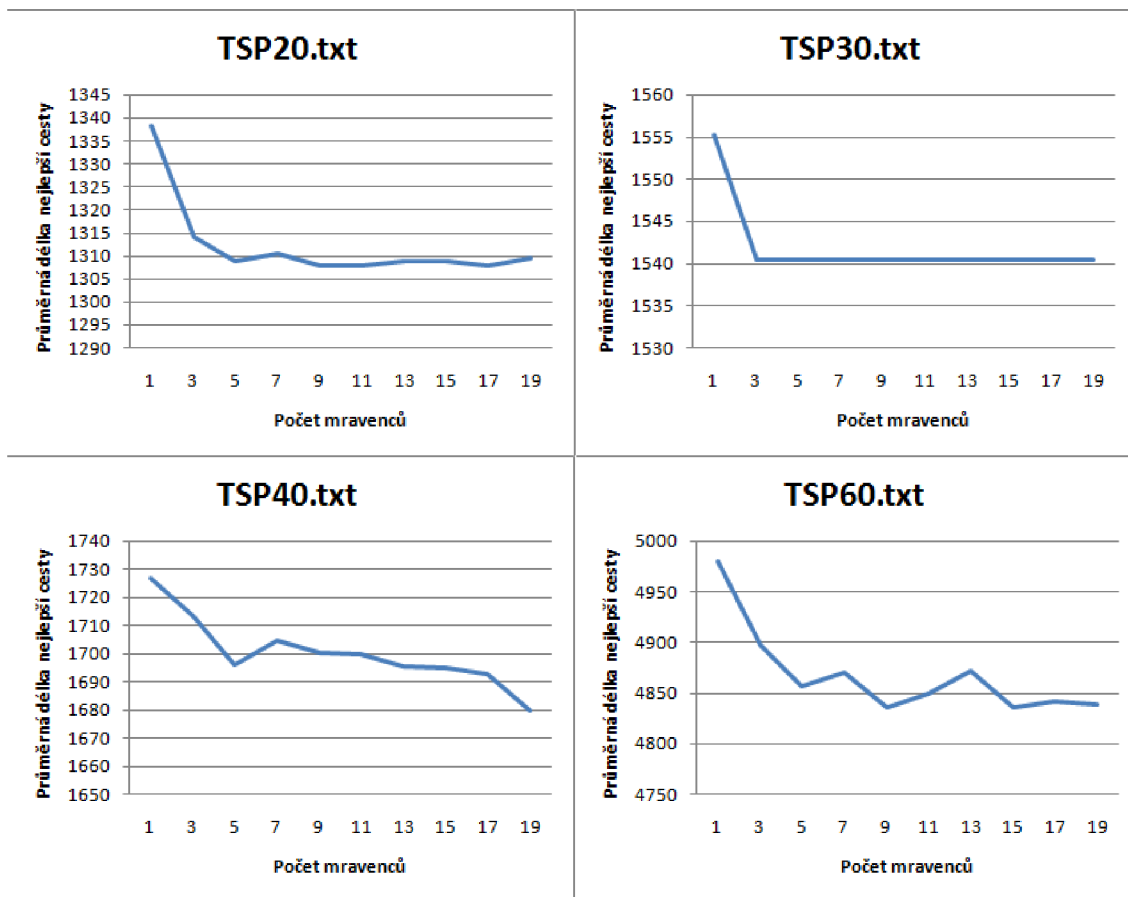 TSP20.txt
Průměrná délka nejlepší cesty
1345
1340
1335
1330
1325
1320
1315
1310
1305
1300
1295
1290
1 3 5 7 9 11 13 15 17 19
Počet mravenců
TSP30.txt
Průměrná délka nejlepší cesty
1560
1555
1550
1545
1540
1535
1530
1 3 5 7 9 11 13 15 17 19
Počet mravenců
TSP40.txt
Průměrná délka nejlepší cesty
1740
1730
1720
1710
1700
1690
1680
1670
1660
1650
1 3 5 7 9 11 13 15 17 19
Počet mravenců
TSP60.txt
Průměrná délka nejlepší cesty
5000
4950
4900
4850
4800
4750
1 3 5 7 9 11 13 15 17 19
Počet mravenců